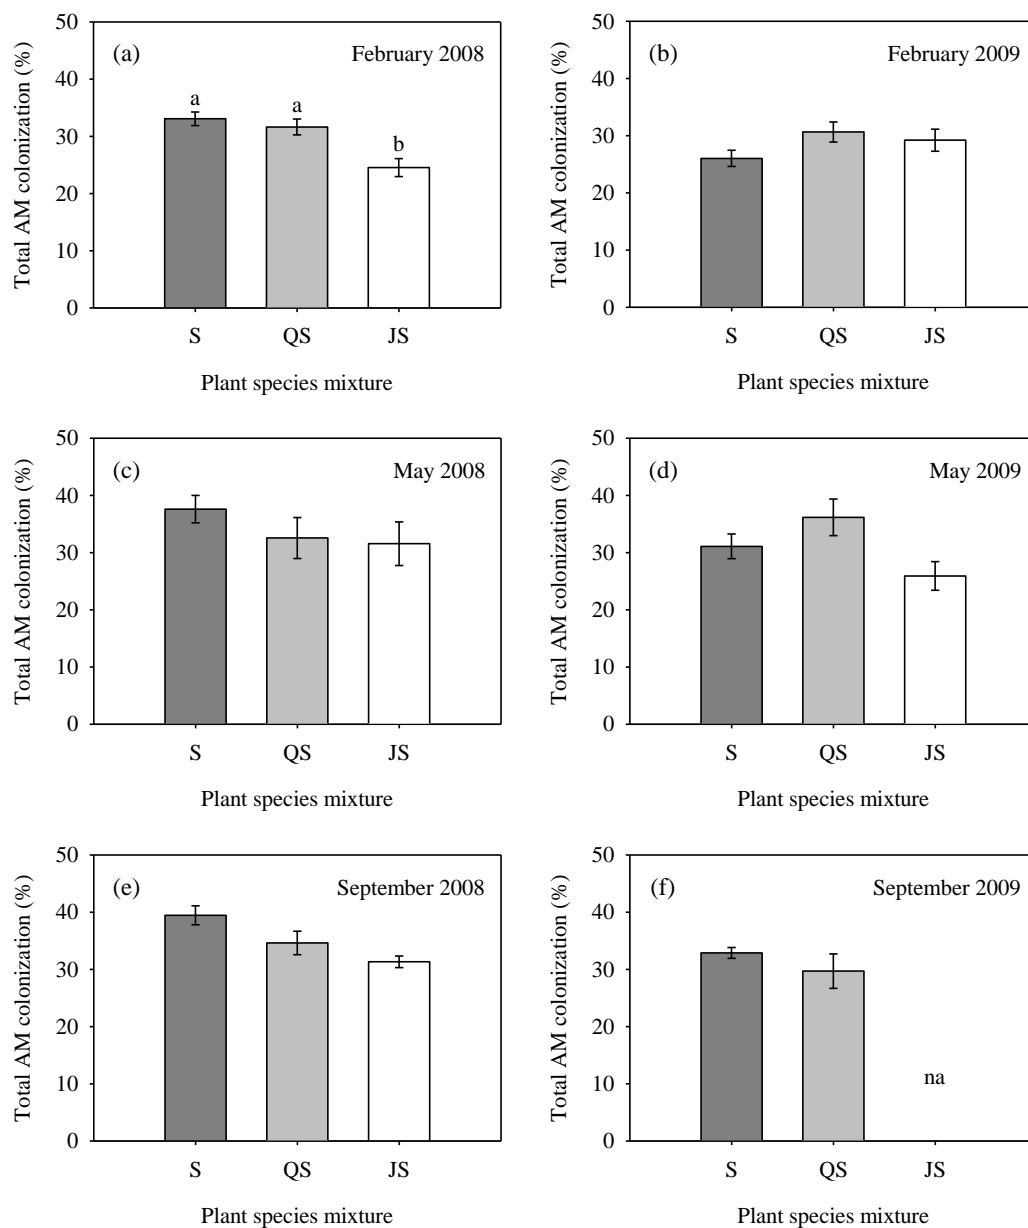 Total AM colonization (%)
50
40
30
20
10
0
(a)
February 2008
a
a
b
S QS JS
Plant species mixture
Total AM colonization (%)
50
40
30
20
10
0
(b)
February 2009
S QS JS
Plant species mixture
Total AM colonization (%)
50
40
30
20
10
0
(c)
May 2008
S QS JS
Plant species mixture
Total AM colonization (%)
50
40
30
20
10
0
(d)
May 2009
S QS JS
Plant species mixture
Total AM colonization (%)
50
40
30
20
10
0
(e)
September 2008
S QS JS
Plant species mixture
Total AM colonization (%)
50
40
30
20
10
0
(f)
September 2009
na
S QS JS
Plant species mixture